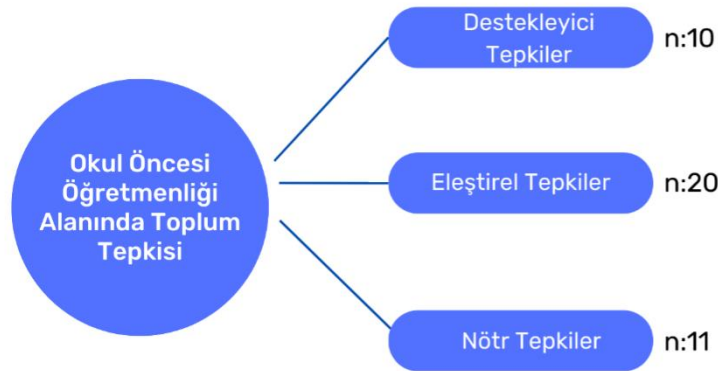 Okul Öncesi
Öğretmenliği
Alanında Toplum
Tepkisi
Destekleyici
Tepkiler
n:10
Eleştirel Tepkiler
n:20
Nötr Tepkiler
n:11